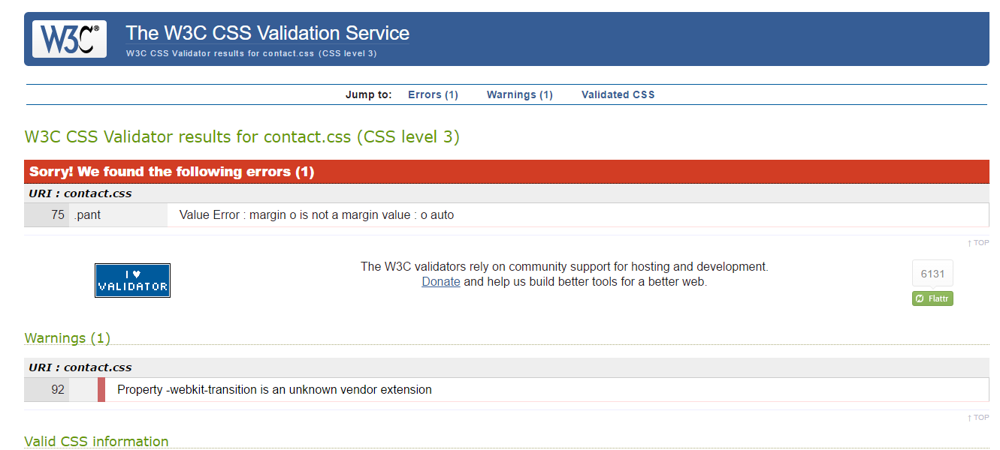 W3C®
The W3C CSS Validation Service
W3C CSS Validator results for contact.css (CSS level 3)
Jump to: Errors (1) Warnings (1) Validated CSS
W3C CSS Validator results for contact.css (CSS level 3)
Sorry! We found the following errors (1)
URI : contact.css
75 .pant Value Error : margin o is not a margin value : o auto
↑ TOP
I ♥
VALIDATOR
The W3C validators rely on community support for hosting and development.
Donate and help us build better tools for a better web.
6131
Flattr
Warnings (1)
URI : contact.css
92 Property -webkit-transition is an unknown vendor extension
↑ TOP
Valid CSS information